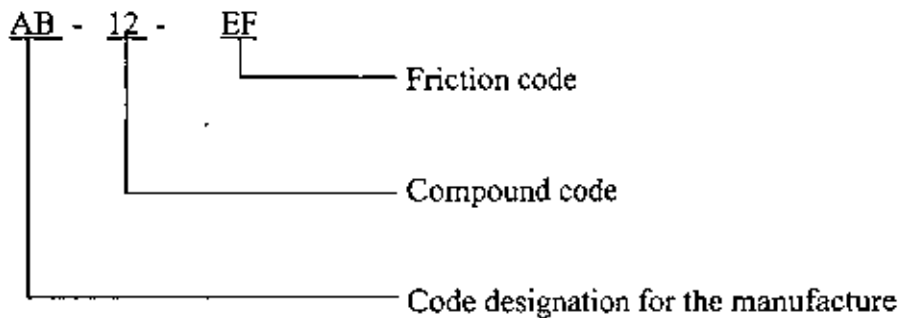 AB - 12 - EF
Friction code
Compound code
Code designation for the manufacture